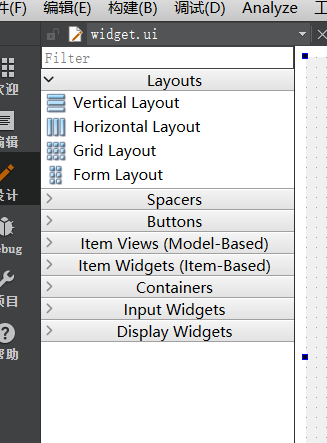 件(F) 编辑(E) 构建(B) 调试(D) Analyze 工
widget.ui
Filter
Layouts
Vertical Layout
Horizontal Layout
Grid Layout
Form Layout
Spacers
Buttons
Item Views (Model-Based)
Item Widgets (Item-Based)
Containers
Input Widgets
Display Widgets
欢迎
编辑
设计
ebug
项目
帮助